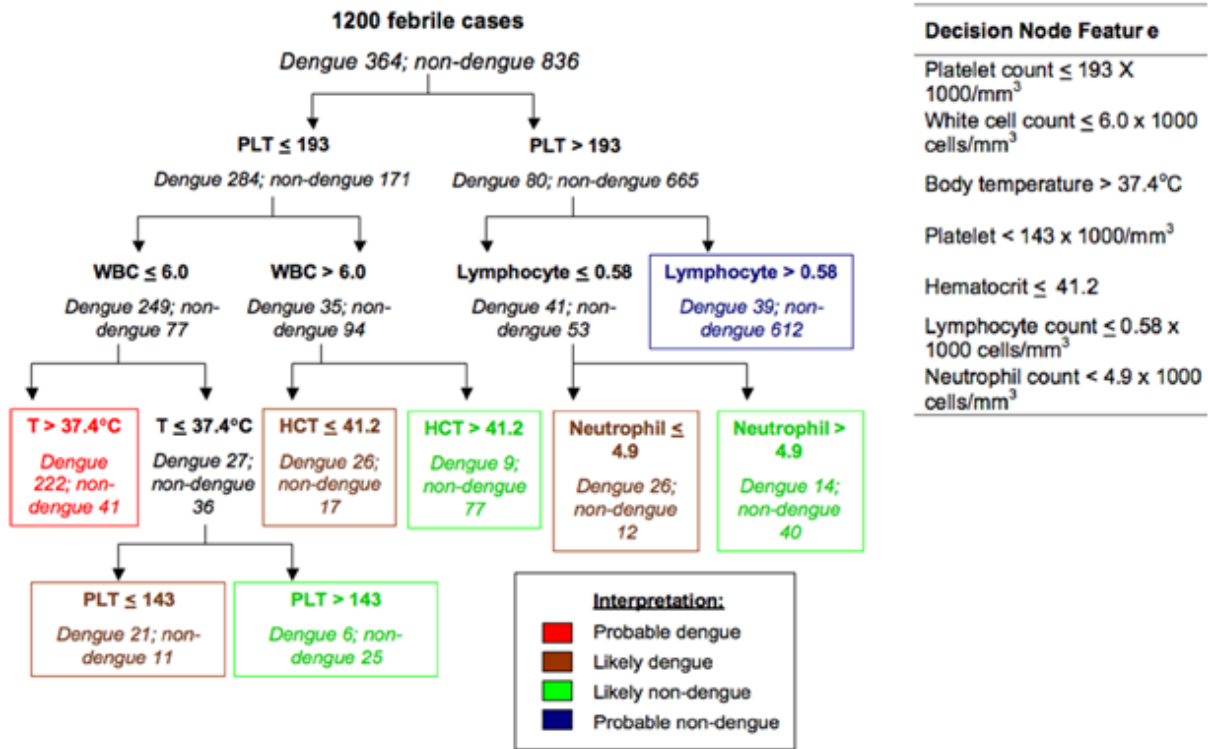 1200 febrile cases
Dengue 364; non-dengue 836
PLT ≤ 193
Dengue 284; non-dengue 171
PLT > 193
Dengue 80; non-dengue 665
WBC ≤ 6.0
Dengue 249; non-
dengue 77
WBC > 6.0
Dengue 35; non-
dengue 94
Lymphocyte ≤ 0.58
Dengue 41; non-
dengue 53
Lymphocyte > 0.58
Dengue 39; non-
dengue 612
T > 37.4°C
Dengue
222; non-
dengue 41
T ≤ 37.4°C
Dengue 27;
non-dengue
36
HCT ≤ 41.2
Dengue 26;
non-dengue
17
HCT > 41.2
Dengue 9;
non-dengue
77
Neutrophil ≤
4.9
Dengue 26;
non-dengue
12
Neutrophil >
4.9
Dengue 14;
non-dengue
40
PLT ≤ 143
Dengue 21; non-
dengue 11
PLT > 143
Dengue 6; non-
dengue 25
Interpretation:
Probable dengue
Likely dengue
Likely non-dengue
Probable non-dengue
Decision Node Feature
Platelet count ≤ 193 X
1000/mm³
White cell count ≤ 6.0 x 1000
cells/mm³
Body temperature > 37.4°C
Platelet < 143 x 1000/mm³
Hematocrit ≤ 41.2
Lymphocyte count ≤ 0.58 x
1000 cells/mm³
Neutrophil count < 4.9 x 1000
cells/mm³